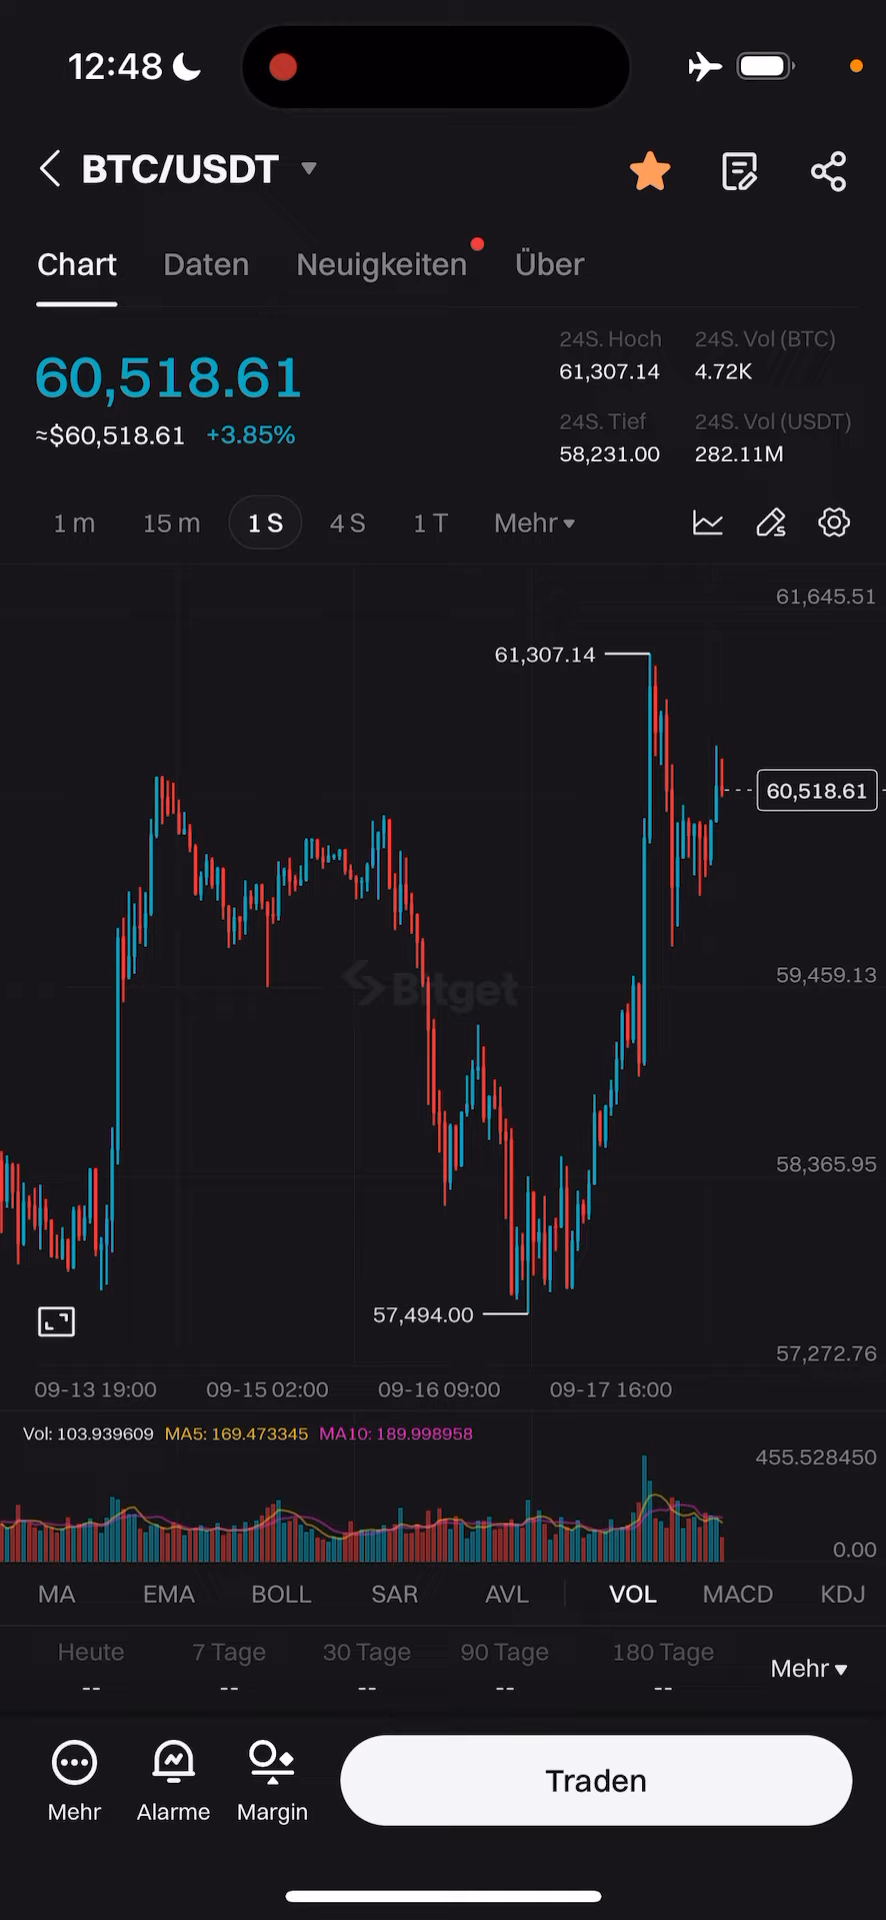 12:48
BTC/USDT
Chart Daten Neuigkeiten Über
60,518.61
≈$60,518.61 +3.85%
24S. Hoch 24S. Vol (BTC)
61,307.14 4.72K
24S. Tief 24S. Vol (USDT)
58,231.00 282.11M
1 m 15 m 1 S 4 S 1 T Mehr
61,645.51
61,307.14
60,518.61
59,459.13
Bitget
58,365.95
57,494.00
57,272.76
09-13 19:00 09-15 02:00 09-16 09:00 09-17 16:00
Vol: 103.939609 MA5: 169.473345 MA10: 189.998958
455.528450
0.00
MA EMA BOLL SAR AVL VOL MACD KDJ
Heute 7 Tage 30 Tage 90 Tage 180 Tage Mehr
-- -- -- -- --
Mehr Alarme Margin Traden